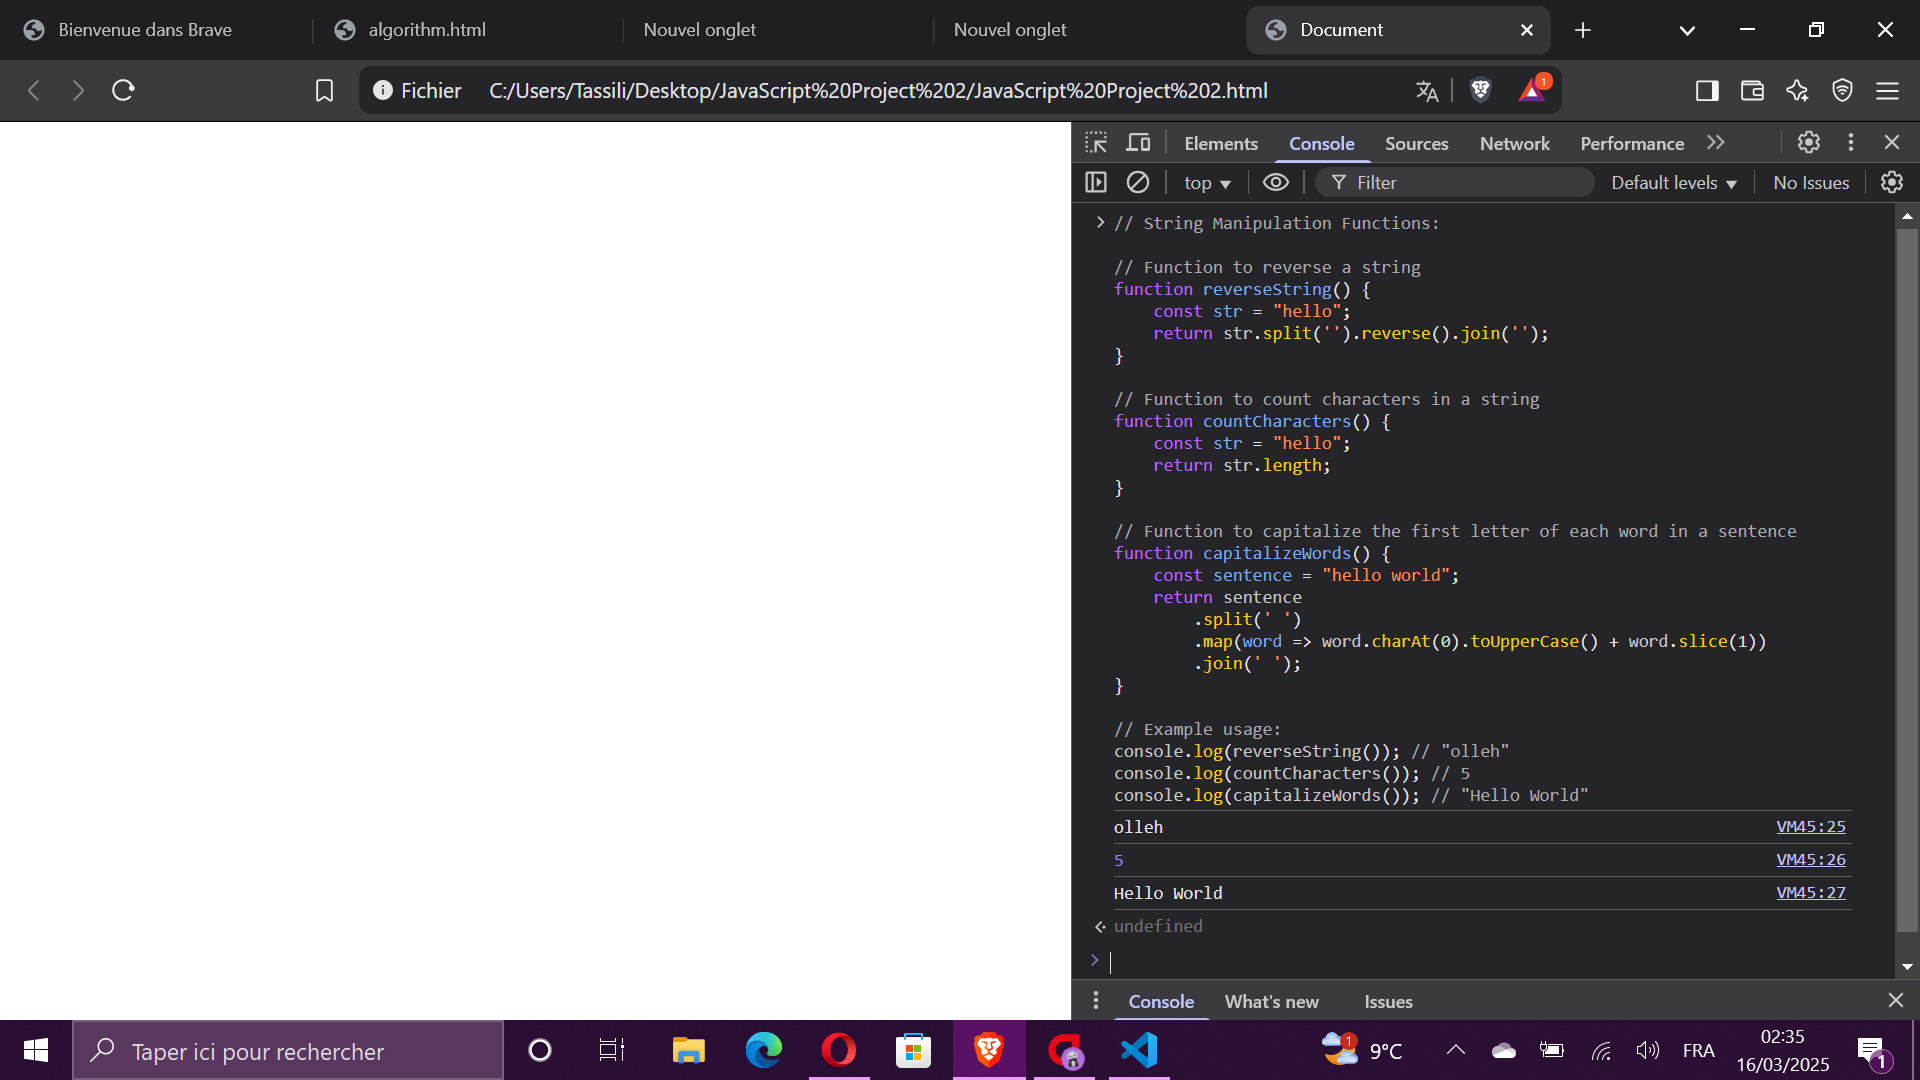 Bienvenue dans Brave
algorithm.html
Nouvel onglet
Nouvel onglet
Document
Fichier C:/Users/Tassili/Desktop/JavaScript%20Project%202/JavaScript%20Project%202.html
1
Elements Console Sources Network Performance
top Filter Default levels No Issues
// String Manipulation Functions:
// Function to reverse a string
function reverseString() {
    const str = "hello";
    return str.split('').reverse().join('');
}
// Function to count characters in a string
function countCharacters() {
    const str = "hello";
    return str.length;
}
// Function to capitalize the first letter of each word in a sentence
function capitalizeWords() {
    const sentence = "hello world";
    return sentence
        .split(' ')
        .map(word => word.charAt(0).toUpperCase() + word.slice(1))
        .join(' ');
}
// Example usage:
console.log(reverseString()); // "olleh"
console.log(countCharacters()); // 5
console.log(capitalizeWords()); // "Hello World"
olleh VM45:25
5 VM45:26
Hello World VM45:27
undefined
Console What's new Issues
Taper ici pour rechercher
1
9°C
FRA
02:35
16/03/2025
1